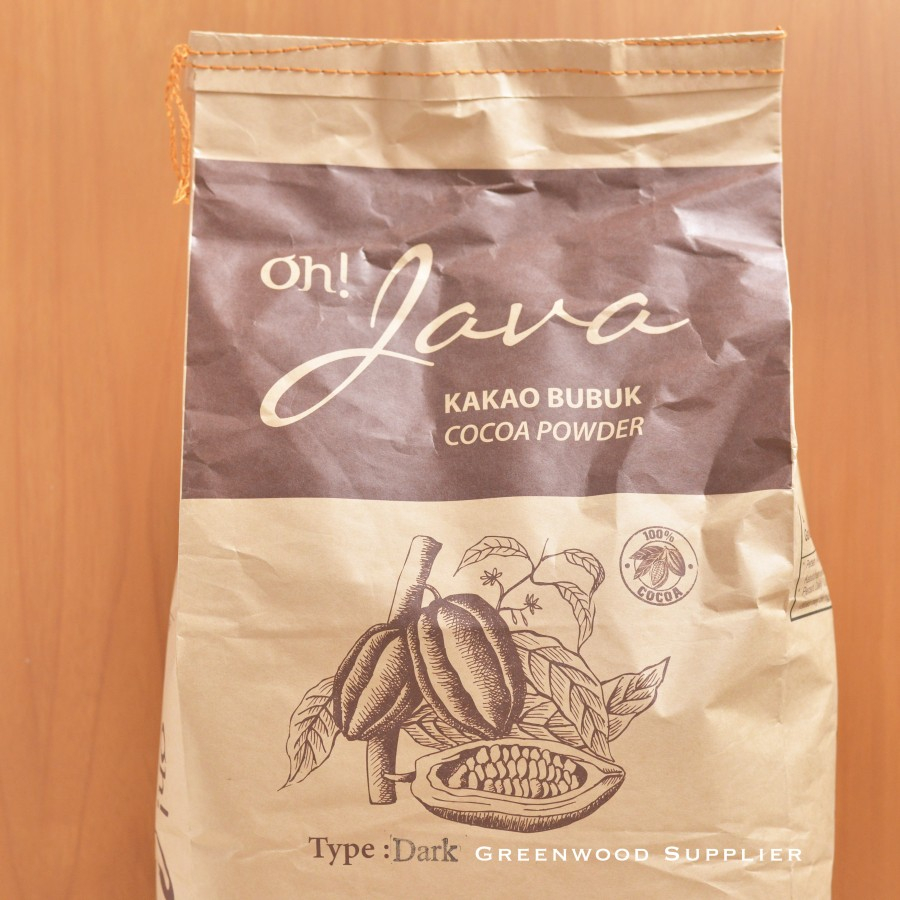 Oh! Java
KAKAO BUBUK
COCOA POWDER
100%
COCOA
Type : Dark
GREENWOOD SUPPLIER